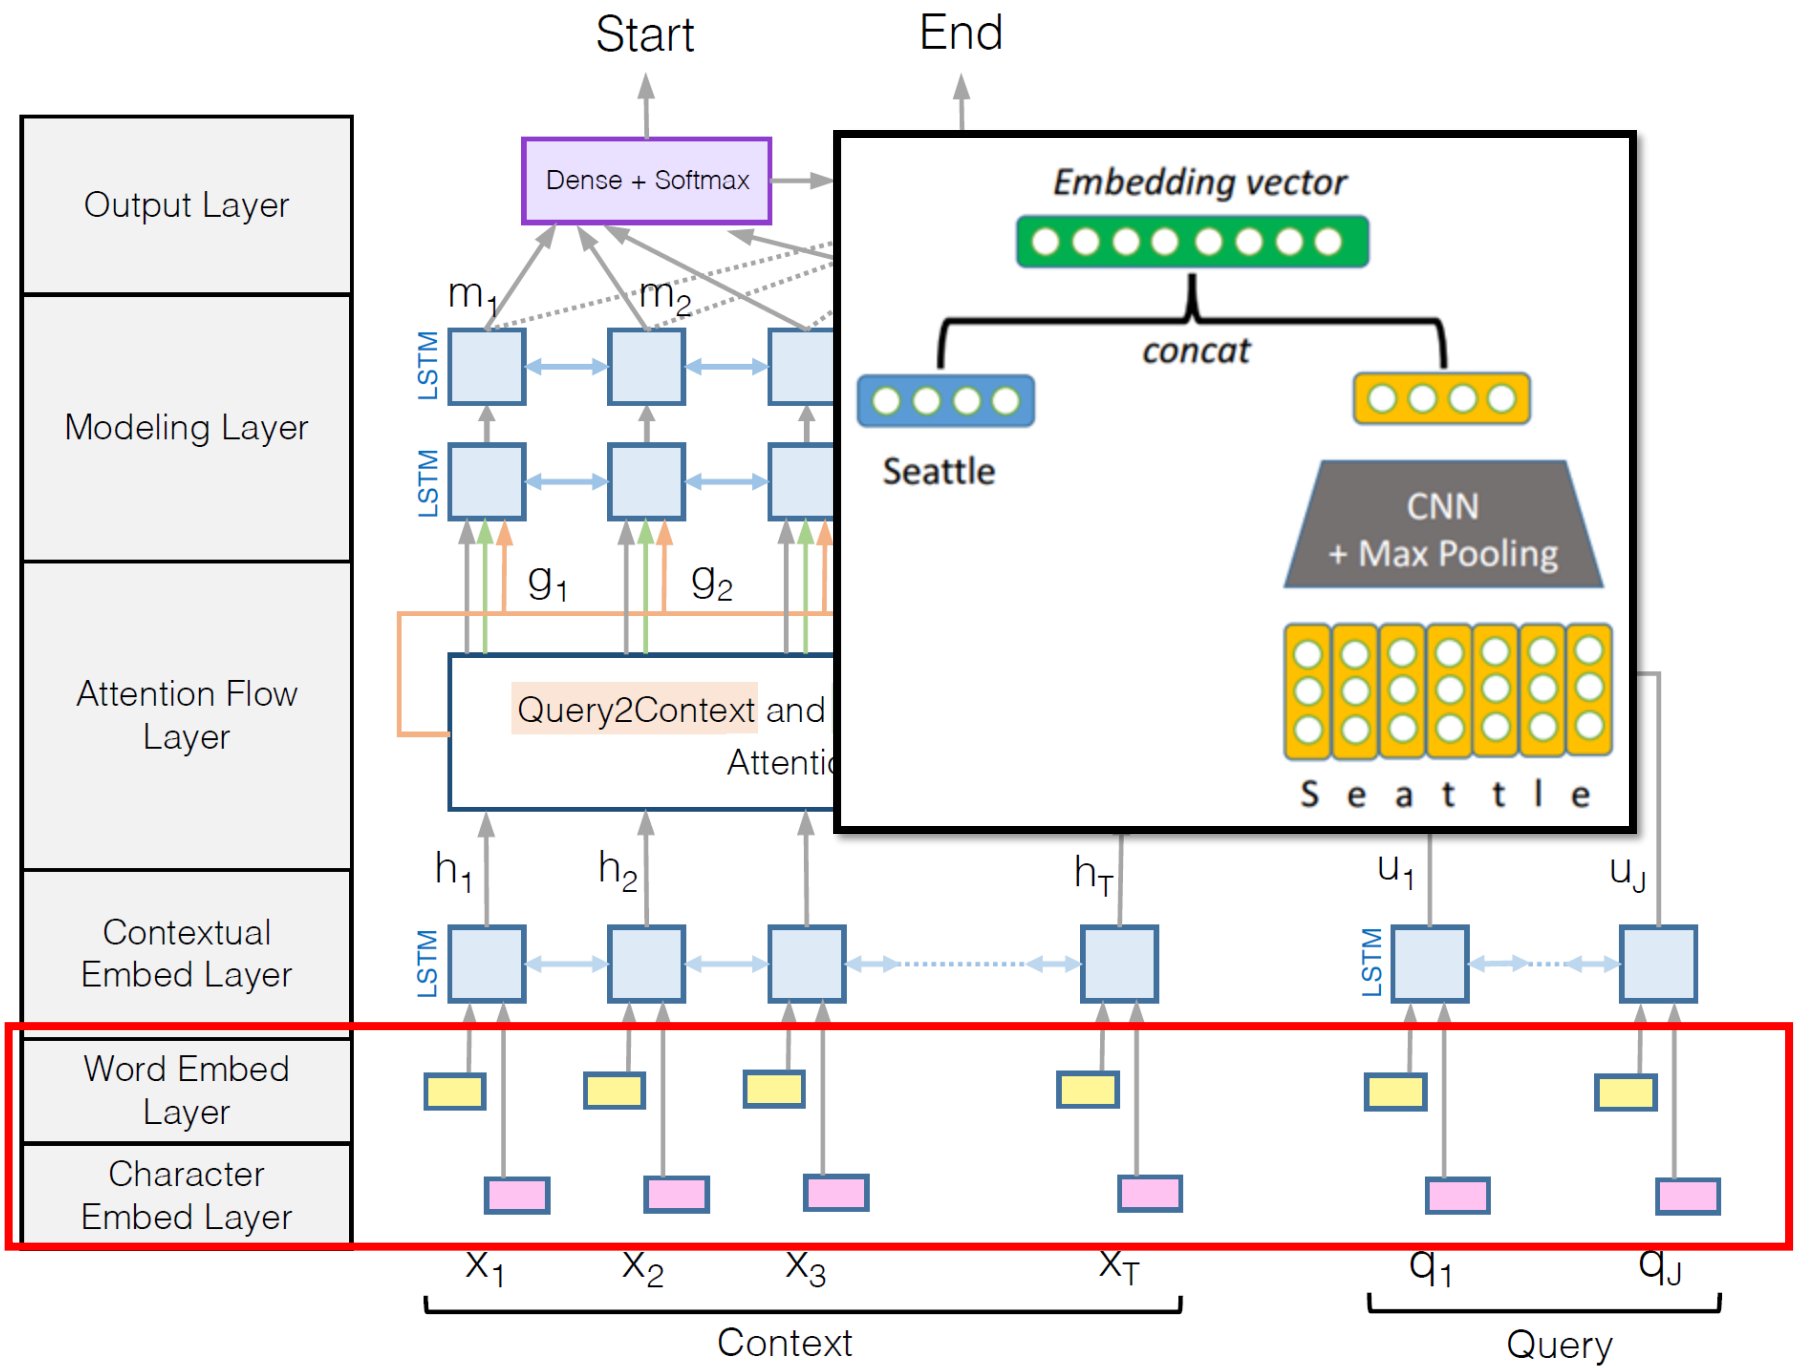 Start
End
Output Layer
Dense + Softmax
Modeling Layer
m1
m2
LSTM
LSTM
g1
g2
Attention Flow
Layer
Query2Context and
Attentio
Embedding vector
concat
Seattle
CNN
+ Max Pooling
S e a t t l e
h1
h2
hT
u1
uJ
Contextual
Embed Layer
LSTM
LSTM
Word Embed
Layer
Character
Embed Layer
x1
x2
x3
xT
q1
qJ
Context
Query